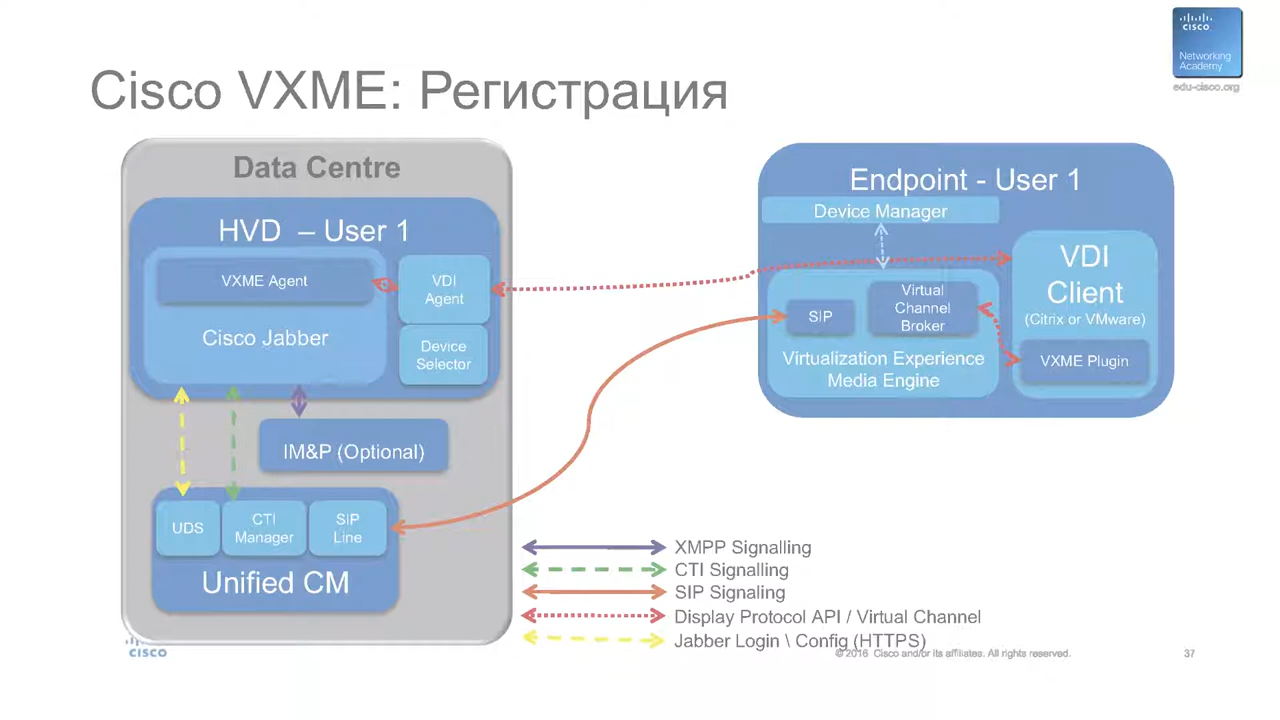 CISCO
Networking
Academy
edu-cisco.org
Cisco VXME: Регистрация
Data Centre
HVD – User 1
VXME Agent
Cisco Jabber
VDI
Agent
Device
Selector
IM&P (Optional)
UDS
CTI
Manager
SIP
Line
Unified CM
Endpoint - User 1
Device Manager
SIP
Virtual
Channel
Broker
Virtualization Experience
Media Engine
VDI
Client
(Citrix or VMware)
VXME Plugin
XMPP Signalling
CTI Signalling
SIP Signaling
Display Protocol API / Virtual Channel
Jabber Login \ Config (HTTPS)
CISCO
© 2016 Cisco and/or its affiliates. All rights reserved.
37